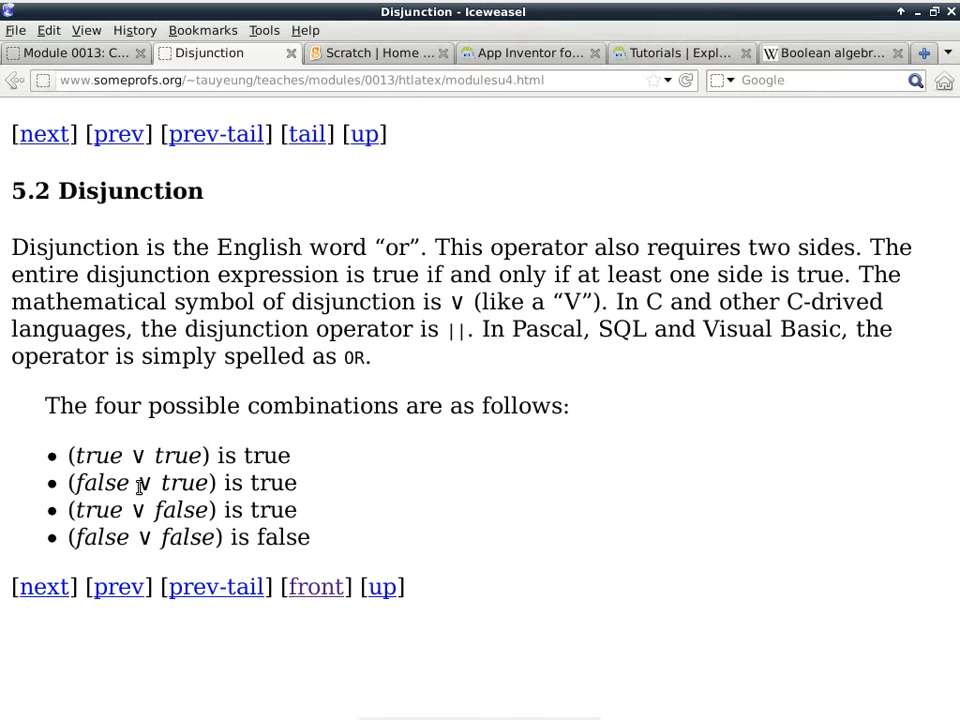 Disjunction - Iceweasel
File Edit View History Bookmarks Tools Help
Module 0013: C... Disjunction Scratch | Home ... App Inventor fo... Tutorials | Expl... Boolean algebr...
www.someprofs.org/~tauyeung/teaches/modules/0013/htlatex/modulesu4.html Google
[next] [prev] [prev-tail] [tail] [up]
5.2 Disjunction
Disjunction is the English word “or”. This operator also requires two sides. The
entire disjunction expression is true if and only if at least one side is true. The
mathematical symbol of disjunction is ∨ (like a “V”). In C and other C-drived
languages, the disjunction operator is ||. In Pascal, SQL and Visual Basic, the
operator is simply spelled as OR.
The four possible combinations are as follows:
• (true ∨ true) is true
• (false ∨ true) is true
• (true ∨ false) is true
• (false ∨ false) is false
[next] [prev] [prev-tail] [front] [up]